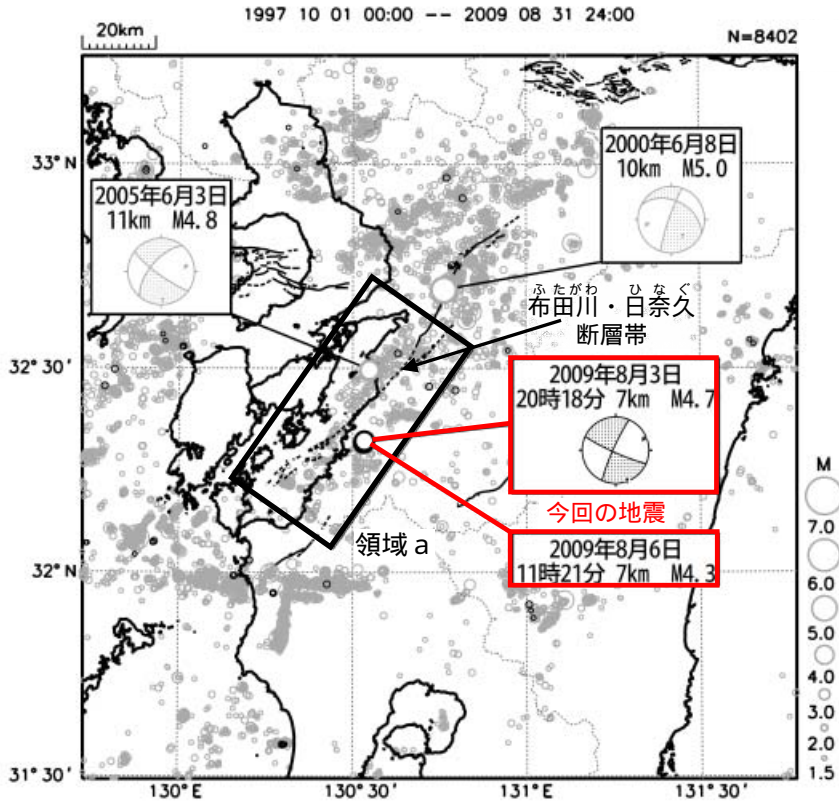 1997 10 01 00:00 -- 2009 08 31 24:00
20km
N=8402
33°N
2000年6月8日
10km M5.0
2005年6月3日
11km M4.8
ふたがわ ひなぐ
布田川・日奈久
断層帯
32°30′
2009年8月3日
20時18分 7km M4.7
今回の地震
2009年8月6日
11時21分 7km M4.3
領域a
32°N
31°30′
130°E
130°30′
131°E
131°30′
M
7.0
6.0
5.0
4.0
3.0
2.0
1.5